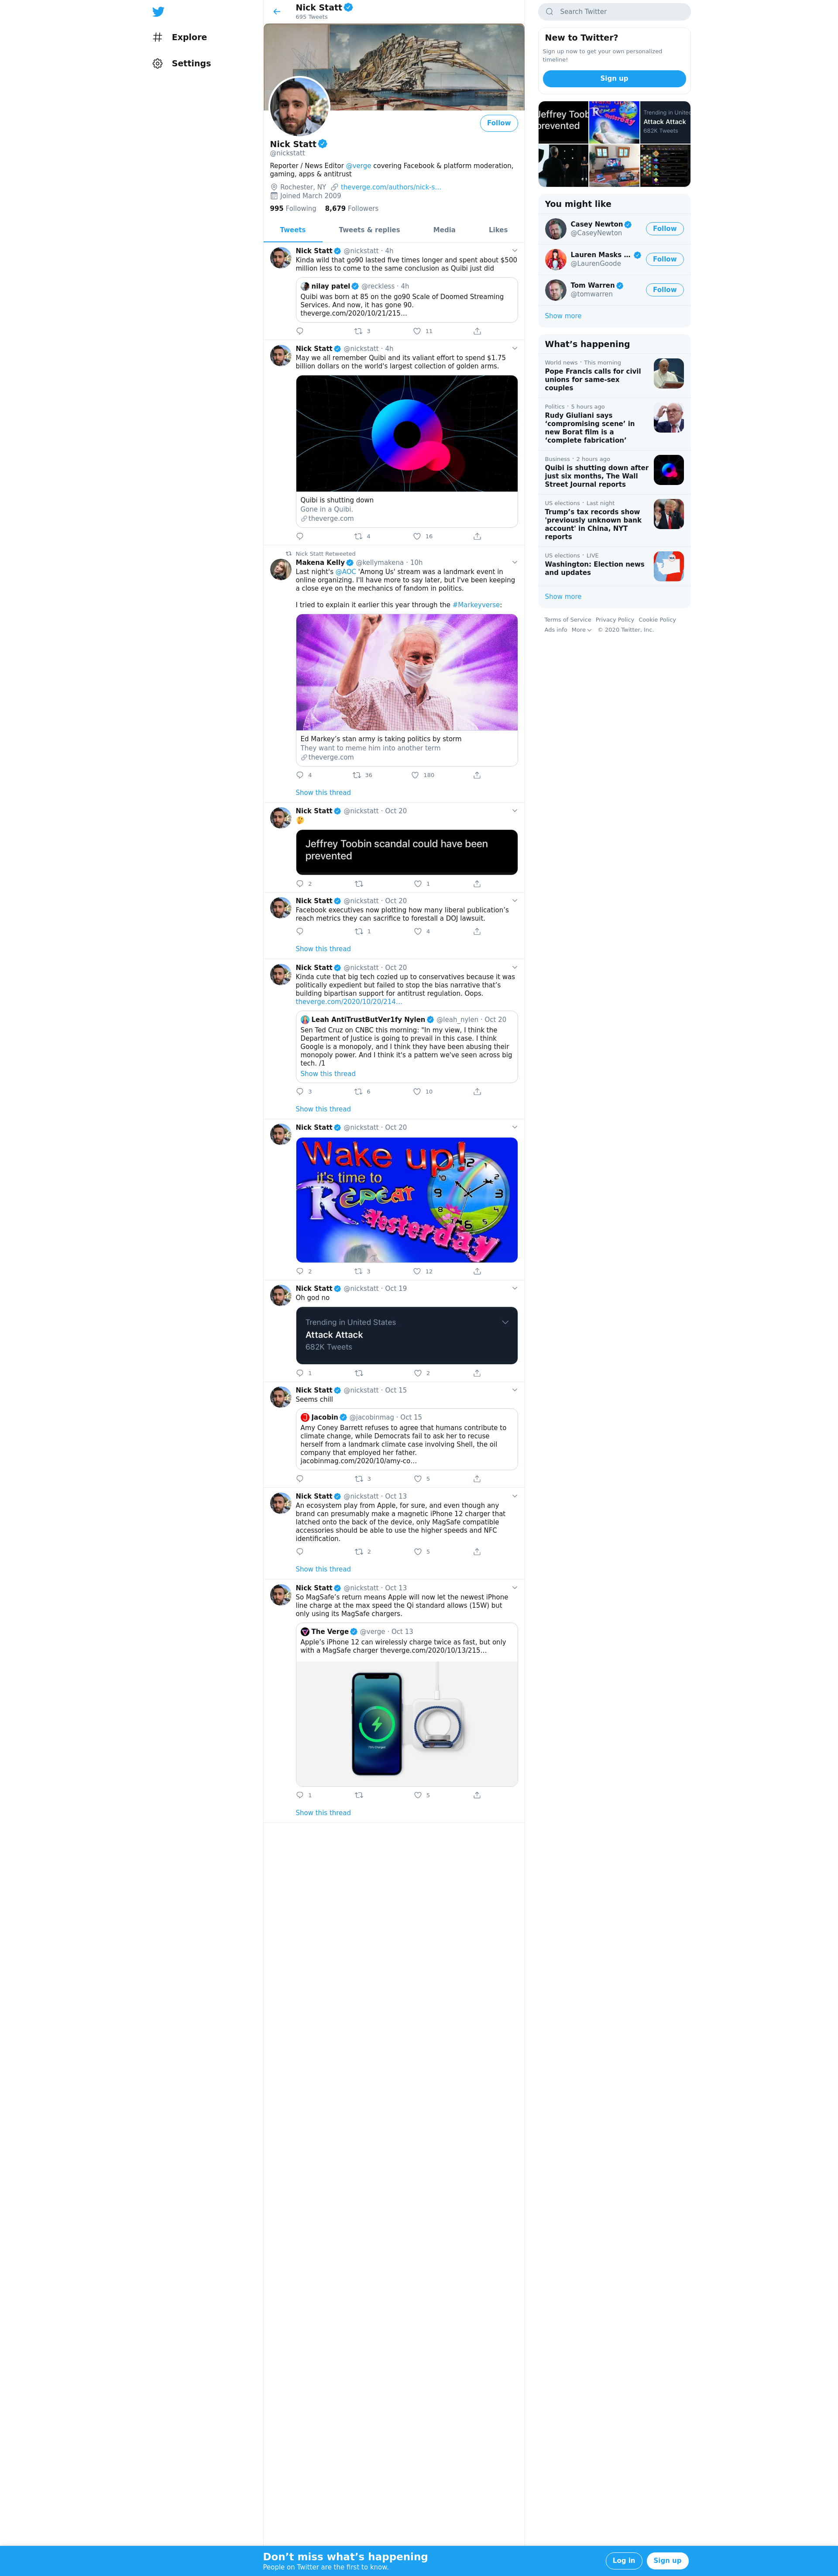 Explore
Settings
Nick Statt
695 Tweets
Follow
Nick Statt
@nickstatt
Reporter / News Editor @verge covering Facebook & platform moderation,
gaming, apps & antitrust
Rochester, NY theverge.com/authors/nick-s…
Joined March 2009
995 Following 8,679 Followers
Tweets Tweets & replies Media Likes
Nick Statt @nickstatt · 4h
Kinda wild that go90 lasted five times longer and spent about $500
million less to come to the same conclusion as Quibi just did
nilay patel @reckless · 4h
Quibi was born at 85 on the go90 Scale of Doomed Streaming
Services. And now, it has gone 90.
theverge.com/2020/10/21/215…
3 11
Nick Statt @nickstatt · 4h
May we all remember Quibi and its valiant effort to spend $1.75
billion dollars on the world's largest collection of golden arms.
Quibi is shutting down
Gone in a Quibi.
theverge.com
4 16
Nick Statt Retweeted
Makena Kelly @kellymakena · 10h
Last night's @AOC 'Among Us' stream was a landmark event in
online organizing. I'll have more to say later, but I've been keeping
a close eye on the mechanics of fandom in politics.
I tried to explain it earlier this year through the #Markeyverse:
Ed Markey's stan army is taking politics by storm
They want to meme him into another term
theverge.com
4 36 180
Show this thread
Nick Statt @nickstatt · Oct 20
🤔
Jeffrey Toobin scandal could have been
prevented
2 1
Nick Statt @nickstatt · Oct 20
Facebook executives now plotting how many liberal publication's
reach metrics they can sacrifice to forestall a DOJ lawsuit.
1 4
Show this thread
Nick Statt @nickstatt · Oct 20
Kinda cute that big tech cozied up to conservatives because it was
politically expedient but failed to stop the bias narrative that's
building bipartisan support for antitrust regulation. Oops.
theverge.com/2020/10/20/214…
Leah AntiTrustButVer1fy Nylen @leah_nylen · Oct 20
Sen Ted Cruz on CNBC this morning: "In my view, I think the
Department of Justice is going to prevail in this case. I think
Google is a monopoly, and I think they have been abusing their
monopoly power. And I think it's a pattern we've seen across big
tech. /1
Show this thread
3 6 10
Show this thread
Nick Statt @nickstatt · Oct 20
Wake up!
it's time to
REPEAT
Yesterday
2 3 12
Nick Statt @nickstatt · Oct 19
Oh god no
Trending in United States
Attack Attack
682K Tweets
1 2
Nick Statt @nickstatt · Oct 15
Seems chill
Jacobin @jacobinmag · Oct 15
Amy Coney Barrett refuses to agree that humans contribute to
climate change, while Democrats fail to ask her to recuse
herself from a landmark climate case involving Shell, the oil
company that employed her father.
jacobinmag.com/2020/10/amy-co…
3 5
Nick Statt @nickstatt · Oct 13
An ecosystem play from Apple, for sure, and even though any
brand can presumably make a magnetic iPhone 12 charger that
latched onto the back of the device, only MagSafe compatible
accessories should be able to use the higher speeds and NFC
identification.
2 5
Show this thread
Nick Statt @nickstatt · Oct 13
So MagSafe's return means Apple will now let the newest iPhone
line charge at the max speed the Qi standard allows (15W) but
only using its MagSafe chargers.
The Verge @verge · Oct 13
Apple's iPhone 12 can wirelessly charge twice as fast, but only
with a MagSafe charger theverge.com/2020/10/13/215…
1 5
Show this thread
Search Twitter
New to Twitter?
Sign up now to get your own personalized
timeline!
Sign up
Jeffrey Toob
prevented
Trending in United
Attack Attack
682K Tweets
You might like
Casey Newton
@CaseyNewton
Follow
Lauren Masks …
@LaurenGoode
Follow
Tom Warren
@tomwarren
Follow
Show more
What's happening
World news · This morning
Pope Francis calls for civil
unions for same-sex
couples
Politics · 5 hours ago
Rudy Giuliani says
'compromising scene' in
new Borat film is a
'complete fabrication'
Business · 2 hours ago
Quibi is shutting down after
just six months, The Wall
Street Journal reports
US elections · Last night
Trump's tax records show
'previously unknown bank
account' in China, NYT
reports
US elections · LIVE
Washington: Election news
and updates
Show more
Terms of Service Privacy Policy Cookie Policy
Ads info More © 2020 Twitter, Inc.
Don't miss what's happening
People on Twitter are the first to know.
Log in
Sign up